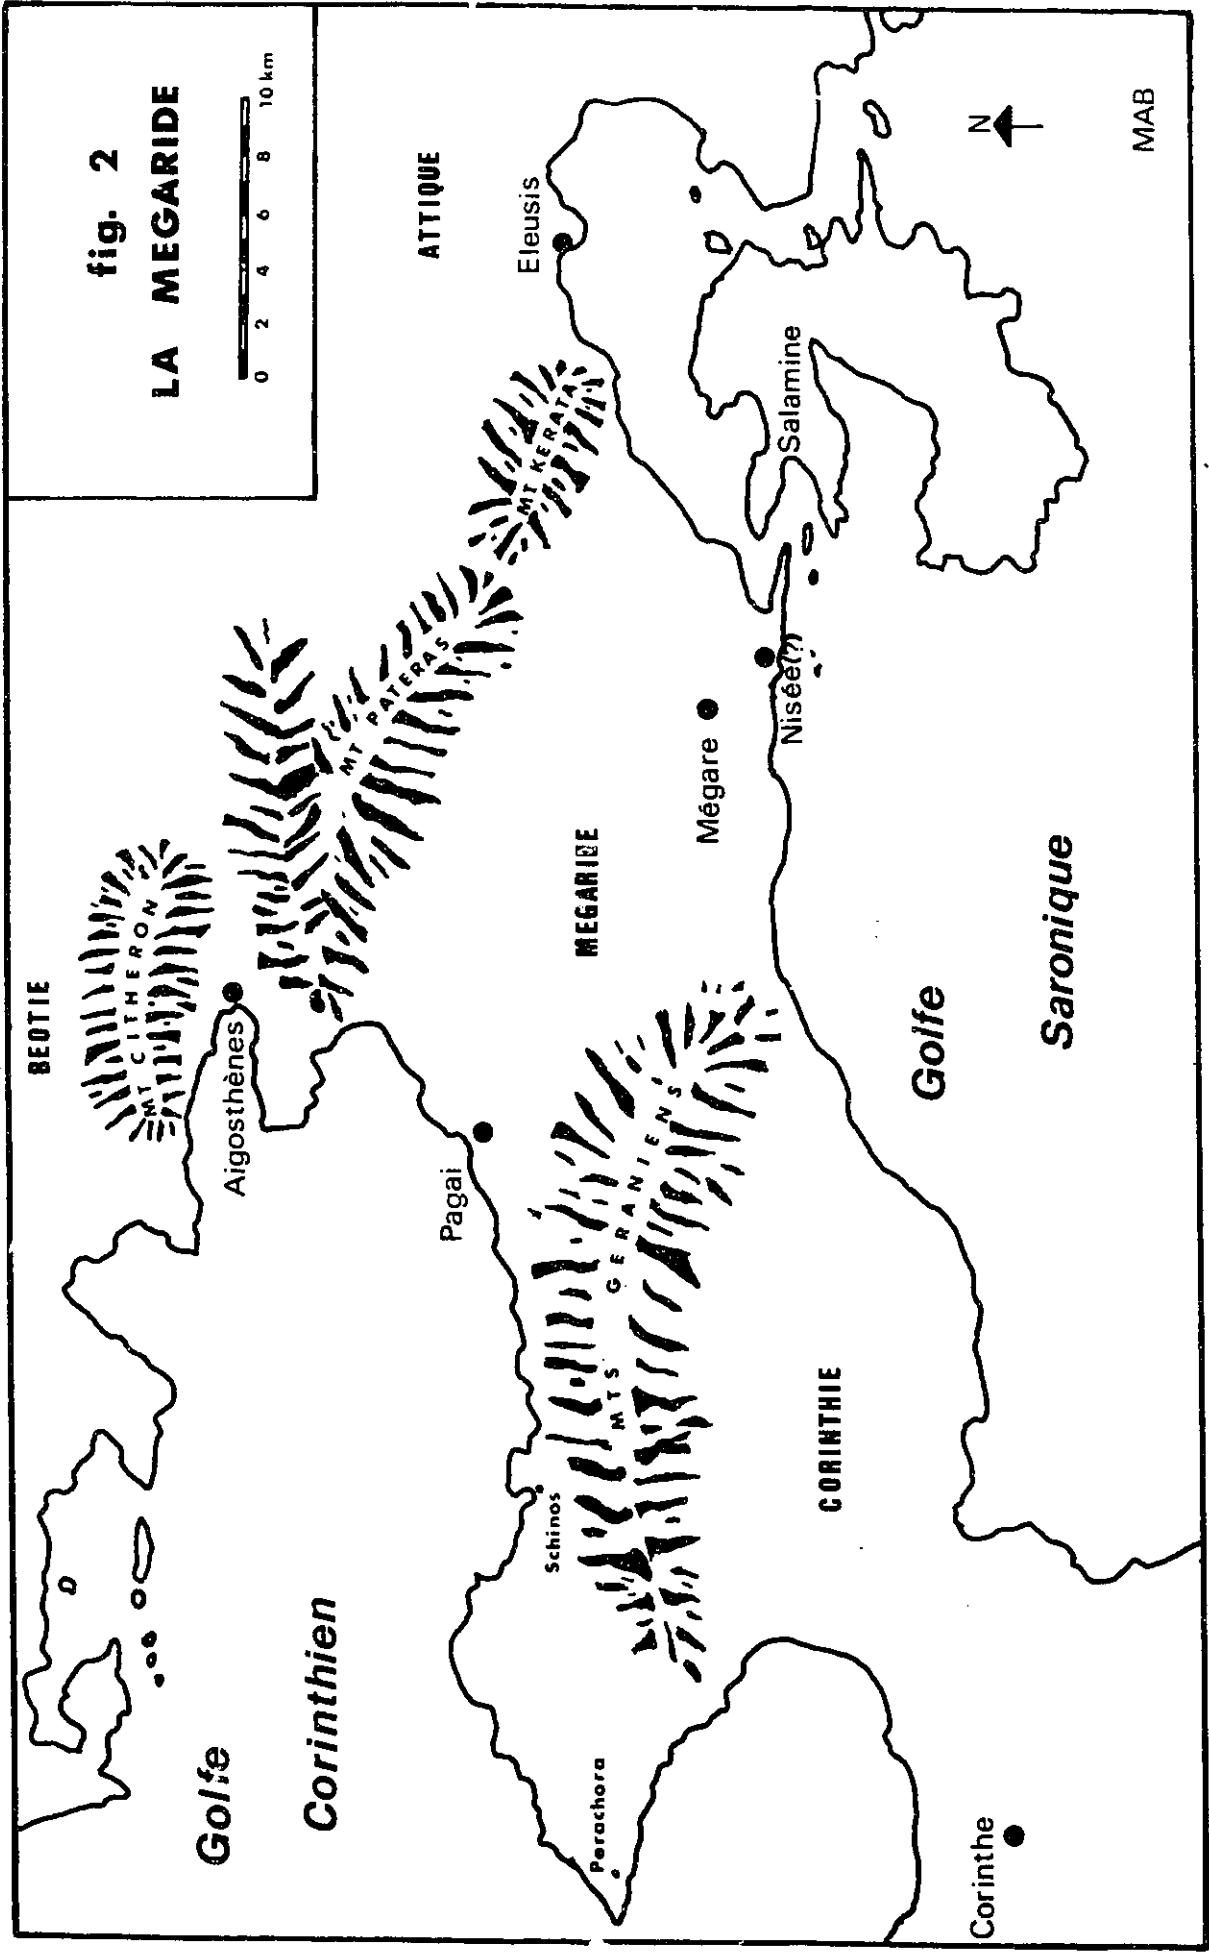 fig. 2
LA MEGARIDE
0 2 4 6 8 10 km
BEOTIE
MT CITHERON
Aigosthènes
ATTIQUE
Eleusis
MT PATERAS
MT KERATA
Golfe
Corinthien
Pagai
MEGARIDE
Mégare
Nisée(?)
Salamine
Schinos
MTS GERANIENS
Perachora
CORINTHIE
Golfe
Saronique
Corinthe
N
MAB